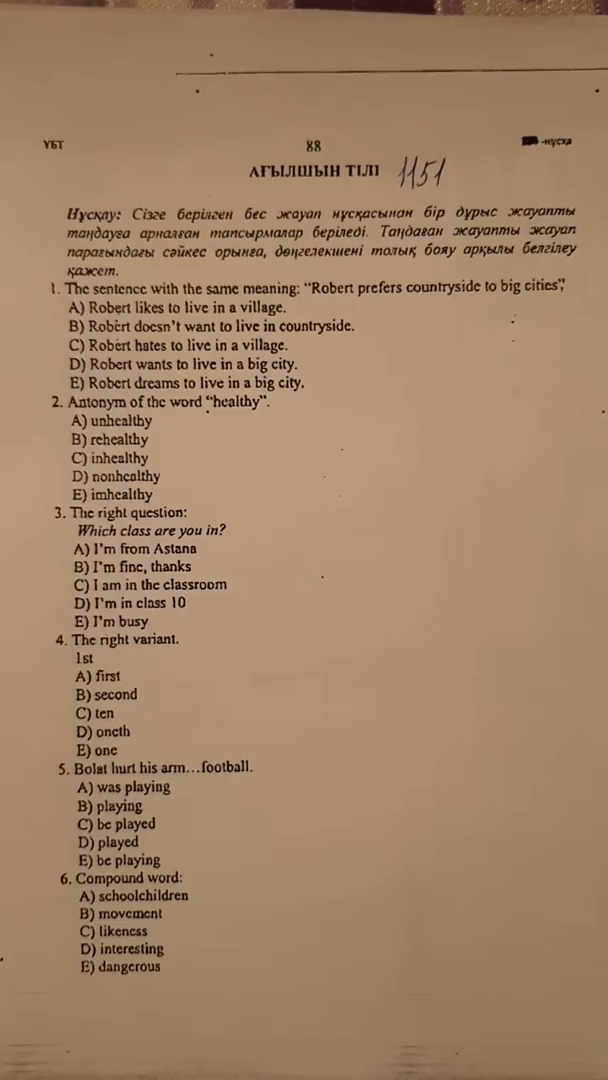 ҰБТ
88
-нұсқа
АҒЫЛШЫН ТІЛІ 1151
Нұсқау: Сізге берілген бес жауап нұсқасынан бір дұрыс жауапты
таңдауға арналған тапсырмалар беріледі. Таңдаған жауапты жауап
парағындағы сәйкес орынға, дөңгелекшені толық бояу арқылы белгілеу
қажет.
1. The sentence with the same meaning: “Robert prefers countryside to big cities”;
A) Robert likes to live in a village.
B) Robert doesn’t want to live in countryside.
C) Robert hates to live in a village.
D) Robert wants to live in a big city.
E) Robert dreams to live in a big city.
2. Antonym of the word “healthy”.
A) unhealthy
B) rehealthy
C) inhealthy
D) nonhealthy
E) imhealthy
3. The right question:
Which class are you in?
A) I’m from Astana
B) I’m fine, thanks
C) I am in the classroom
D) I’m in class 10
E) I’m busy
4. The right variant.
1st
A) first
B) second
C) ten
D) oneth
E) one
5. Bolat hurt his arm…football.
A) was playing
B) playing
C) be played
D) played
E) be playing
6. Compound word:
A) schoolchildren
B) movement
C) likeness
D) interesting
E) dangerous